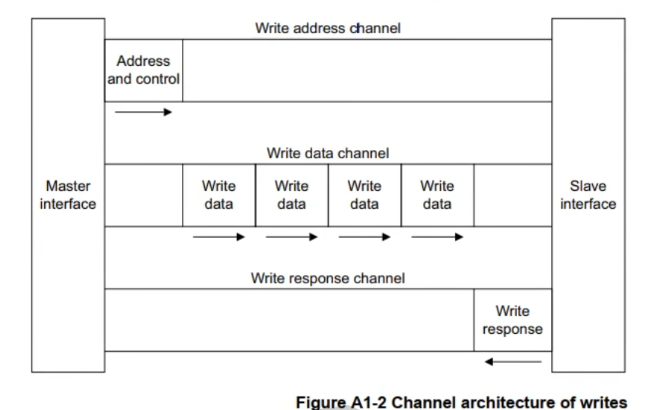 Write address channel
Address
and control
Write data channel
Master
interface
Write
data
Write
data
Write
data
Write
data
Slave
interface
Write response channel
Write
response
Figure A1-2 Channel architecture of writes